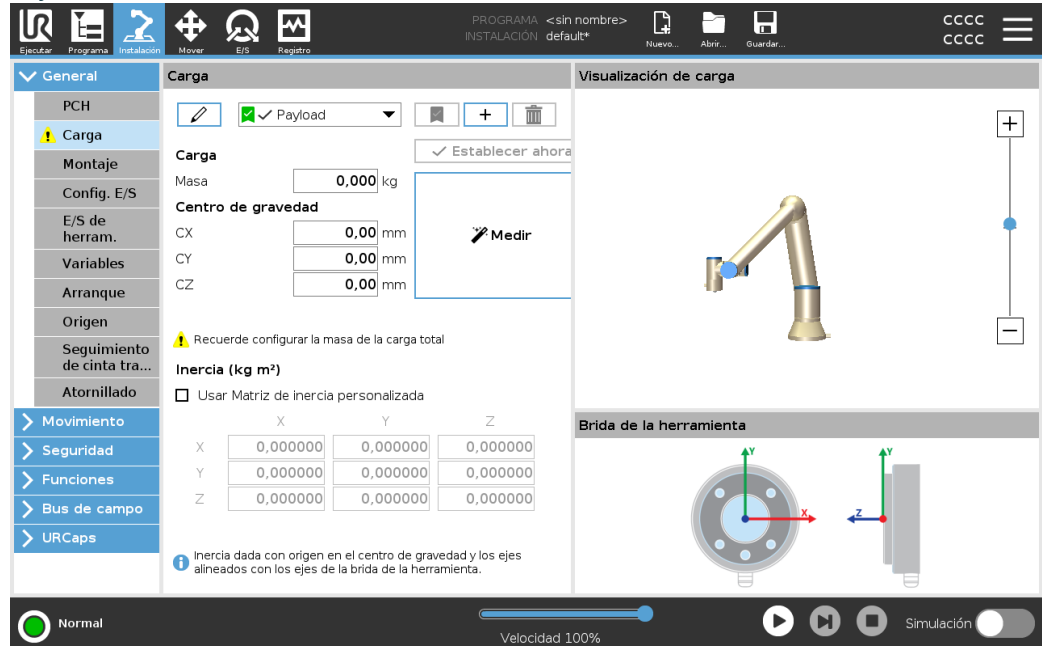 UR
Ejecutar
Programa
Instalación
Mover
E/S
Registro
PROGRAMA <sin nombre>
INSTALACIÓN default*
Nuevo...
Abrir...
Guardar...
CCCC
CCCC
General
PCH
Carga
Montaje
Config. E/S
E/S de
herram.
Variables
Arranque
Origen
Seguimiento
de cinta tra...
Atornillado
Movimiento
Seguridad
Funciones
Bus de campo
URCaps
Carga
Payload
Establecer ahora
Carga
Masa 0,000 kg
Centro de gravedad
CX 0,00 mm
CY 0,00 mm
CZ 0,00 mm
Medir
Recuerde configurar la masa de la carga total
Inercia (kg m²)
Usar Matriz de inercia personalizada
X Y Z
X 0,000000 0,000000 0,000000
Y 0,000000 0,000000 0,000000
Z 0,000000 0,000000 0,000000
Inercia dada con origen en el centro de gravedad y los ejes
alineados con los ejes de la brida de la herramienta.
Visualización de carga
Brida de la herramienta
Y
X
Y
Z
Normal
Velocidad 100%
Simulación